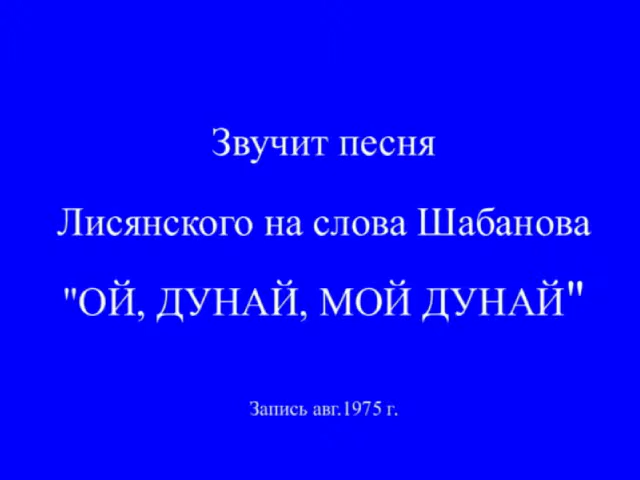 Звучит песня
Лисянского на слова Шабанова
"ОЙ, ДУНАЙ, МОЙ ДУНАЙ"
Запись авг.1975 г.